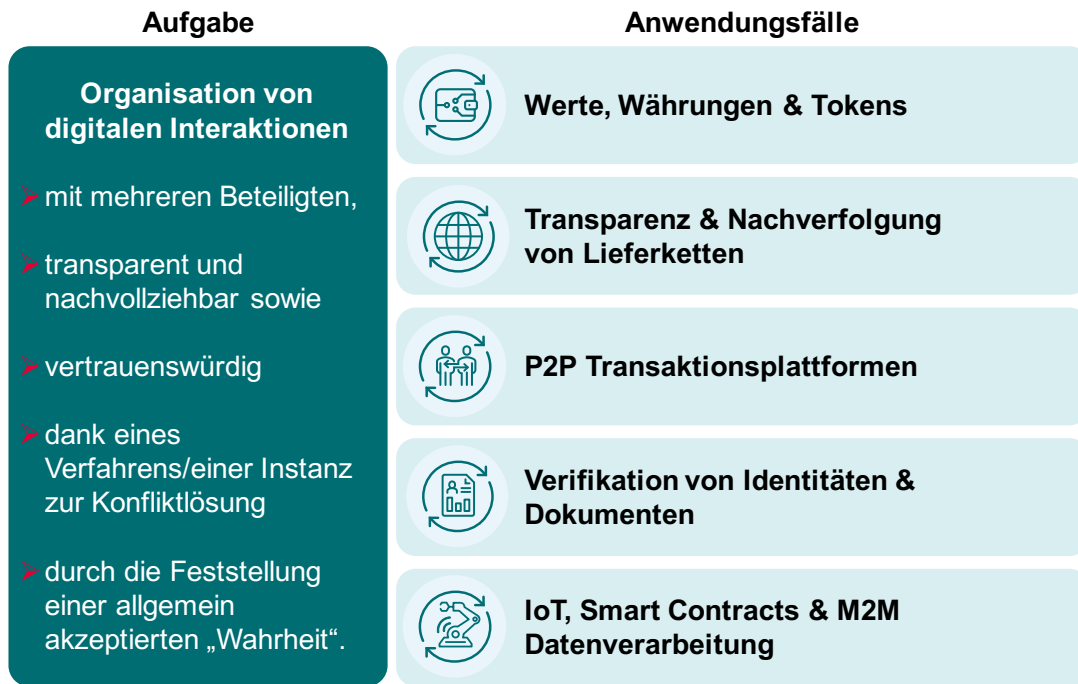 Aufgabe
Organisation von
digitalen Interaktionen
mit mehreren Beteiligten,
transparent und
nachvollziehbar sowie
vertrauenswürdig
dank eines
Verfahrens/einer Instanz
zur Konfliktlösung
durch die Feststellung
einer allgemein
akzeptierten „Wahrheit“.
Anwendungsfälle
Werte, Währungen & Tokens
Transparenz & Nachverfolgung
von Lieferketten
P2P Transaktionsplattformen
Verifikation von Identitäten &
Dokumenten
IoT, Smart Contracts & M2M
Datenverarbeitung